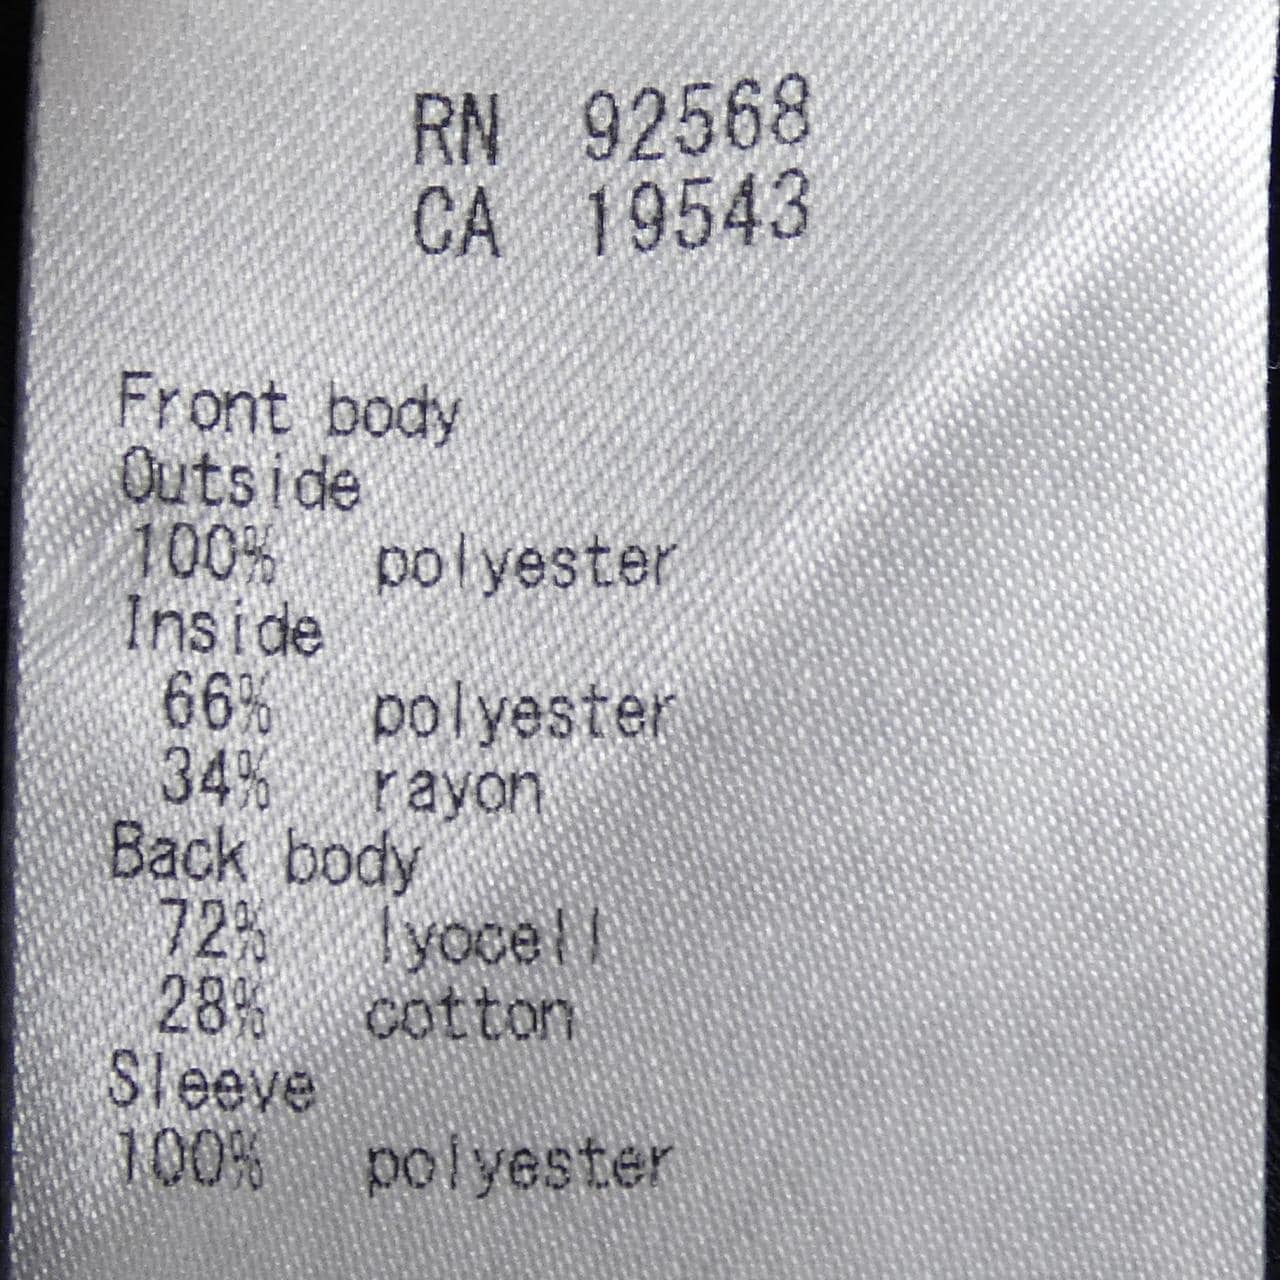 RN 92568
CA 19543
Front body
Outside
100% polyester
Inside
66% polyester
34% rayon
Back body
72% lyocell
28% cotton
Sleeve
100% polyester